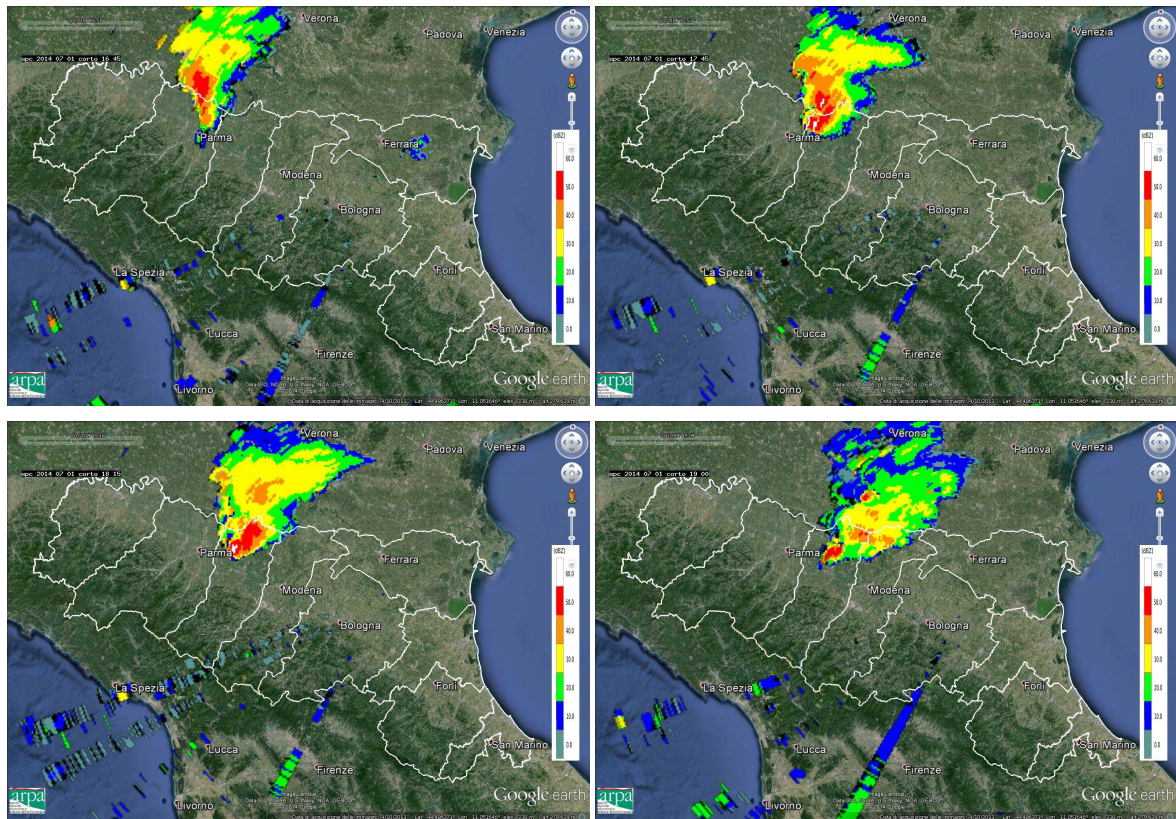 Verona
Padova
Venezia
spc 2014 07 01 corto 16 45
Parma
Ferrara
Modena
Bologna
La Spezia
Forlì
Lucca
San Marino
Firenze
Livorno
(dBZ)
60.0
50.0
40.0
30.0
20.0
10.0
0.0
arpa
Google earth
Verona
Padova
Venezia
spc 2014 07 01 corto 17 45
Parma
Ferrara
Modena
Bologna
La Spezia
Forlì
Lucca
San Marino
Firenze
Livorno
(dBZ)
60.0
50.0
40.0
30.0
20.0
10.0
0.0
arpa
Google earth
Verona
Padova
Venezia
spc 2014 07 01 corto 18 15
Parma
Ferrara
Modena
Bologna
La Spezia
Forlì
Lucca
San Marino
Firenze
Livorno
(dBZ)
60.0
50.0
40.0
30.0
20.0
10.0
0.0
arpa
Google earth
Verona
Padova
Venezia
spc 2014 07 01 corto 19 00
Parma
Ferrara
Modena
Bologna
La Spezia
Forlì
Lucca
San Marino
Firenze
Livorno
(dBZ)
60.0
50.0
40.0
30.0
20.0
10.0
0.0
arpa
Google earth